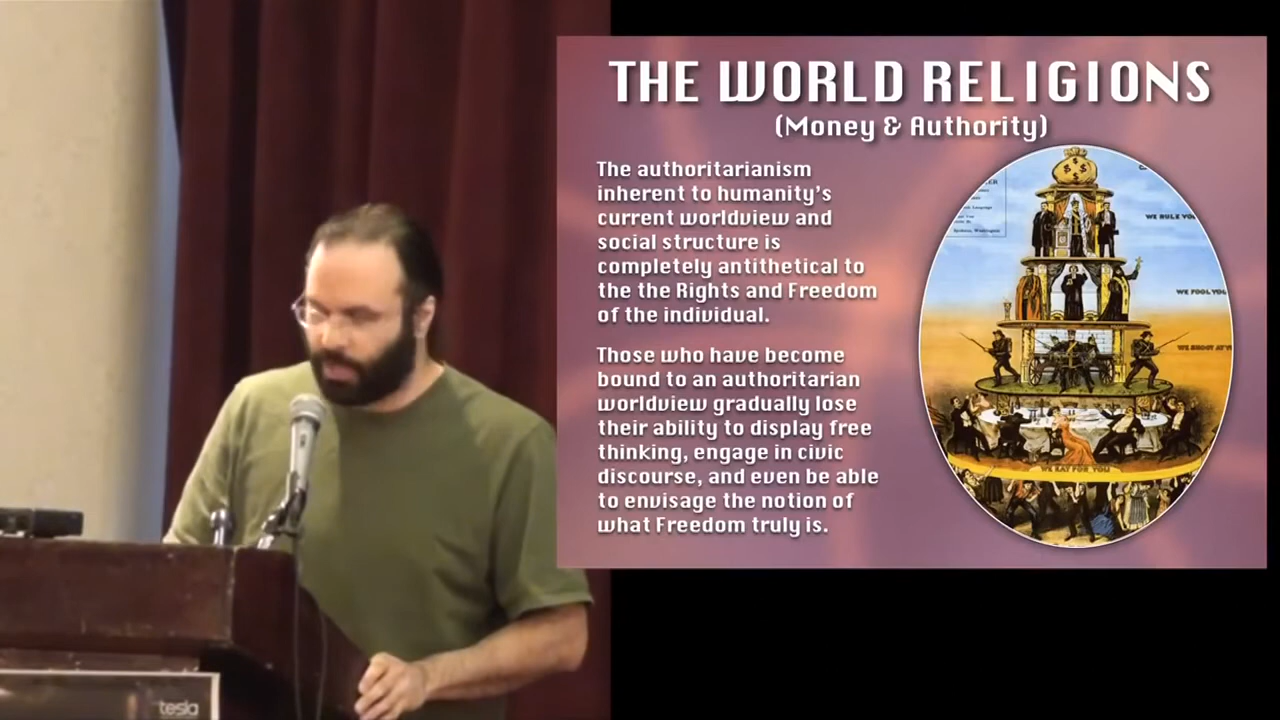 THE WORLD RELIGIONS
(Money & Authority)
The authoritarianism
inherent to humanity's
current worldview and
social structure is
completely antithetical to
the the Rights and Freedom
of the individual.
Those who have become
bound to an authoritarian
worldview gradually lose
their ability to display free
thinking, engage in civic
discourse, and even be able
to envisage the notion of
what Freedom truly is.
WE RULE YOU
WE FOOL YOU
WE SHOOT AT
WE EAT FOR YOU
tesla